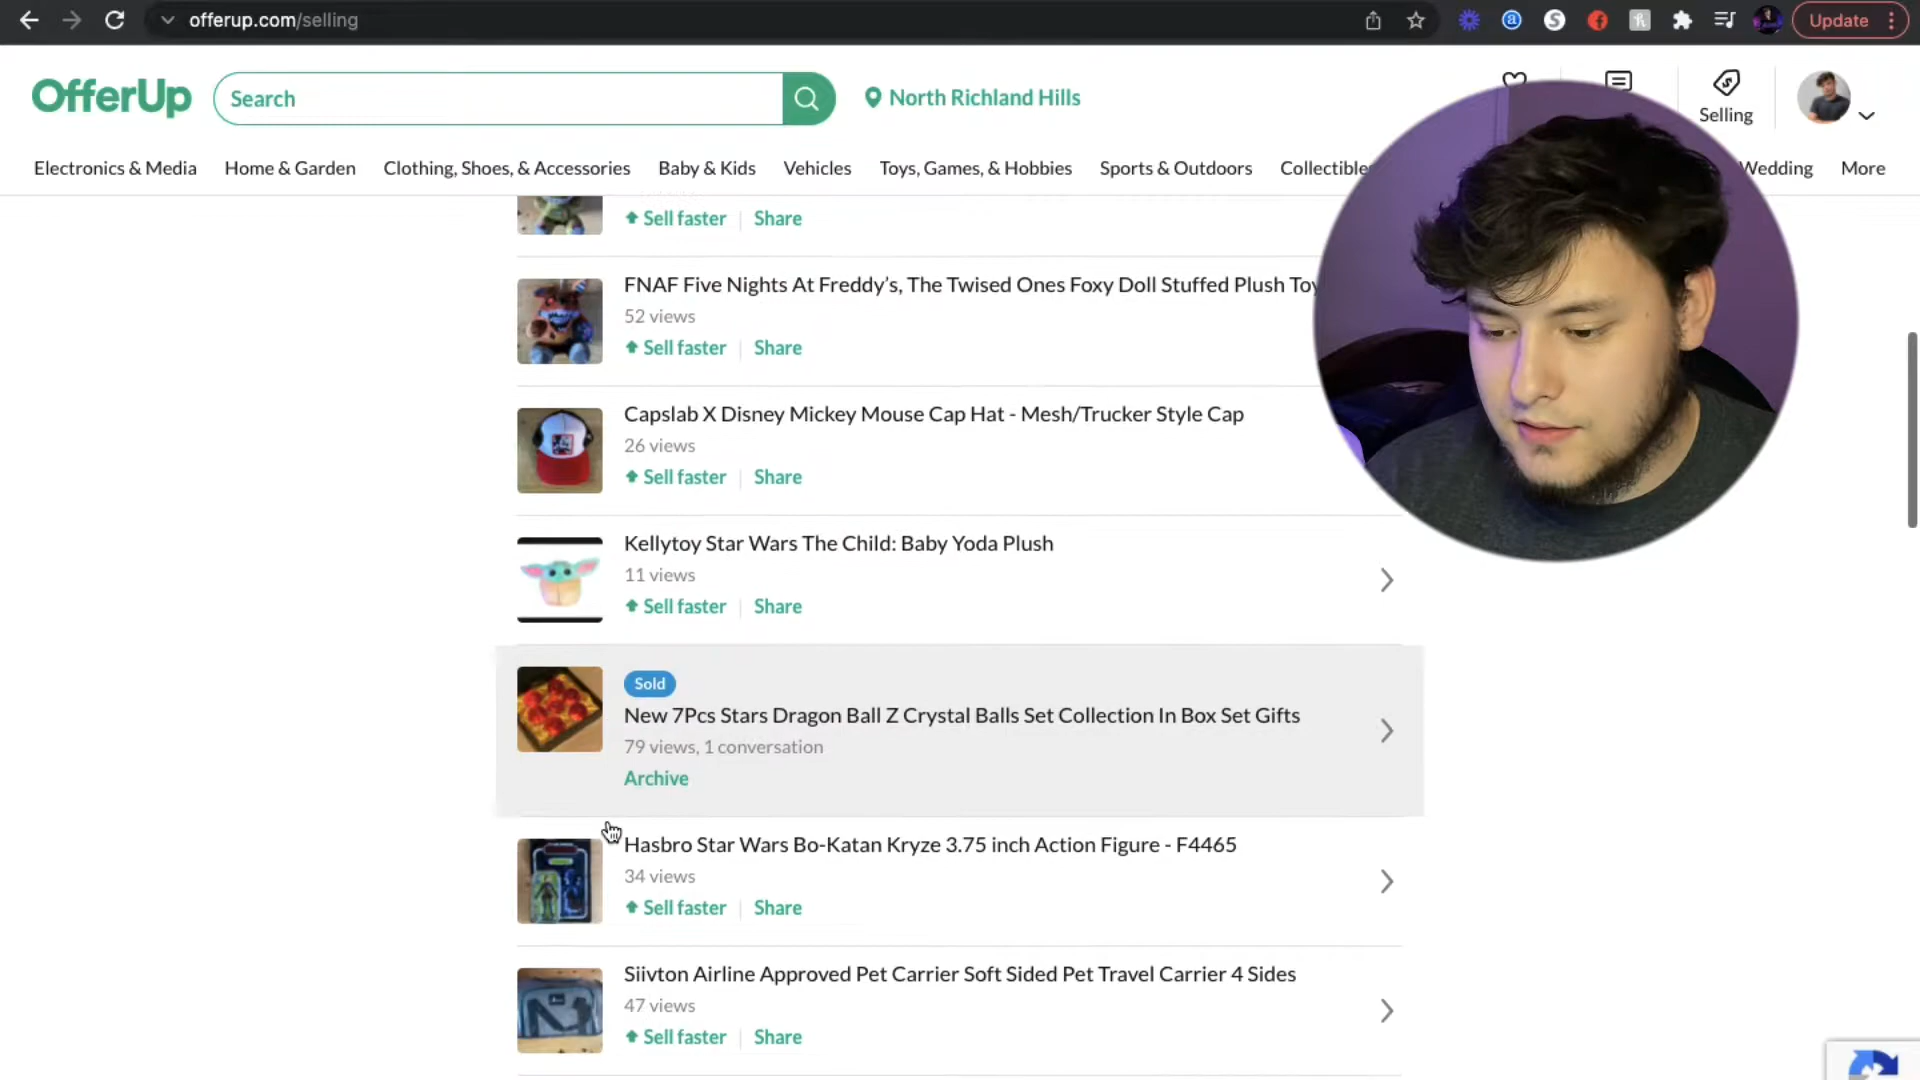 offerup.com/selling
Update
OfferUp
Search
North Richland Hills
Selling
Electronics & Media
Home & Garden
Clothing, Shoes, & Accessories
Baby & Kids
Vehicles
Toys, Games, & Hobbies
Sports & Outdoors
Collectible
Wedding
More
Sell faster
Share
FNAF Five Nights At Freddy's, The Twised Ones Foxy Doll Stuffed Plush Toy
52 views
Sell faster
Share
Capslab X Disney Mickey Mouse Cap Hat - Mesh/Trucker Style Cap
26 views
Sell faster
Share
Kellytoy Star Wars The Child: Baby Yoda Plush
11 views
Sell faster
Share
Sold
New 7Pcs Stars Dragon Ball Z Crystal Balls Set Collection In Box Set Gifts
79 views, 1 conversation
Archive
Hasbro Star Wars Bo-Katan Kryze 3.75 inch Action Figure - F4465
34 views
Sell faster
Share
Siivton Airline Approved Pet Carrier Soft Sided Pet Travel Carrier 4 Sides
47 views
Sell faster
Share